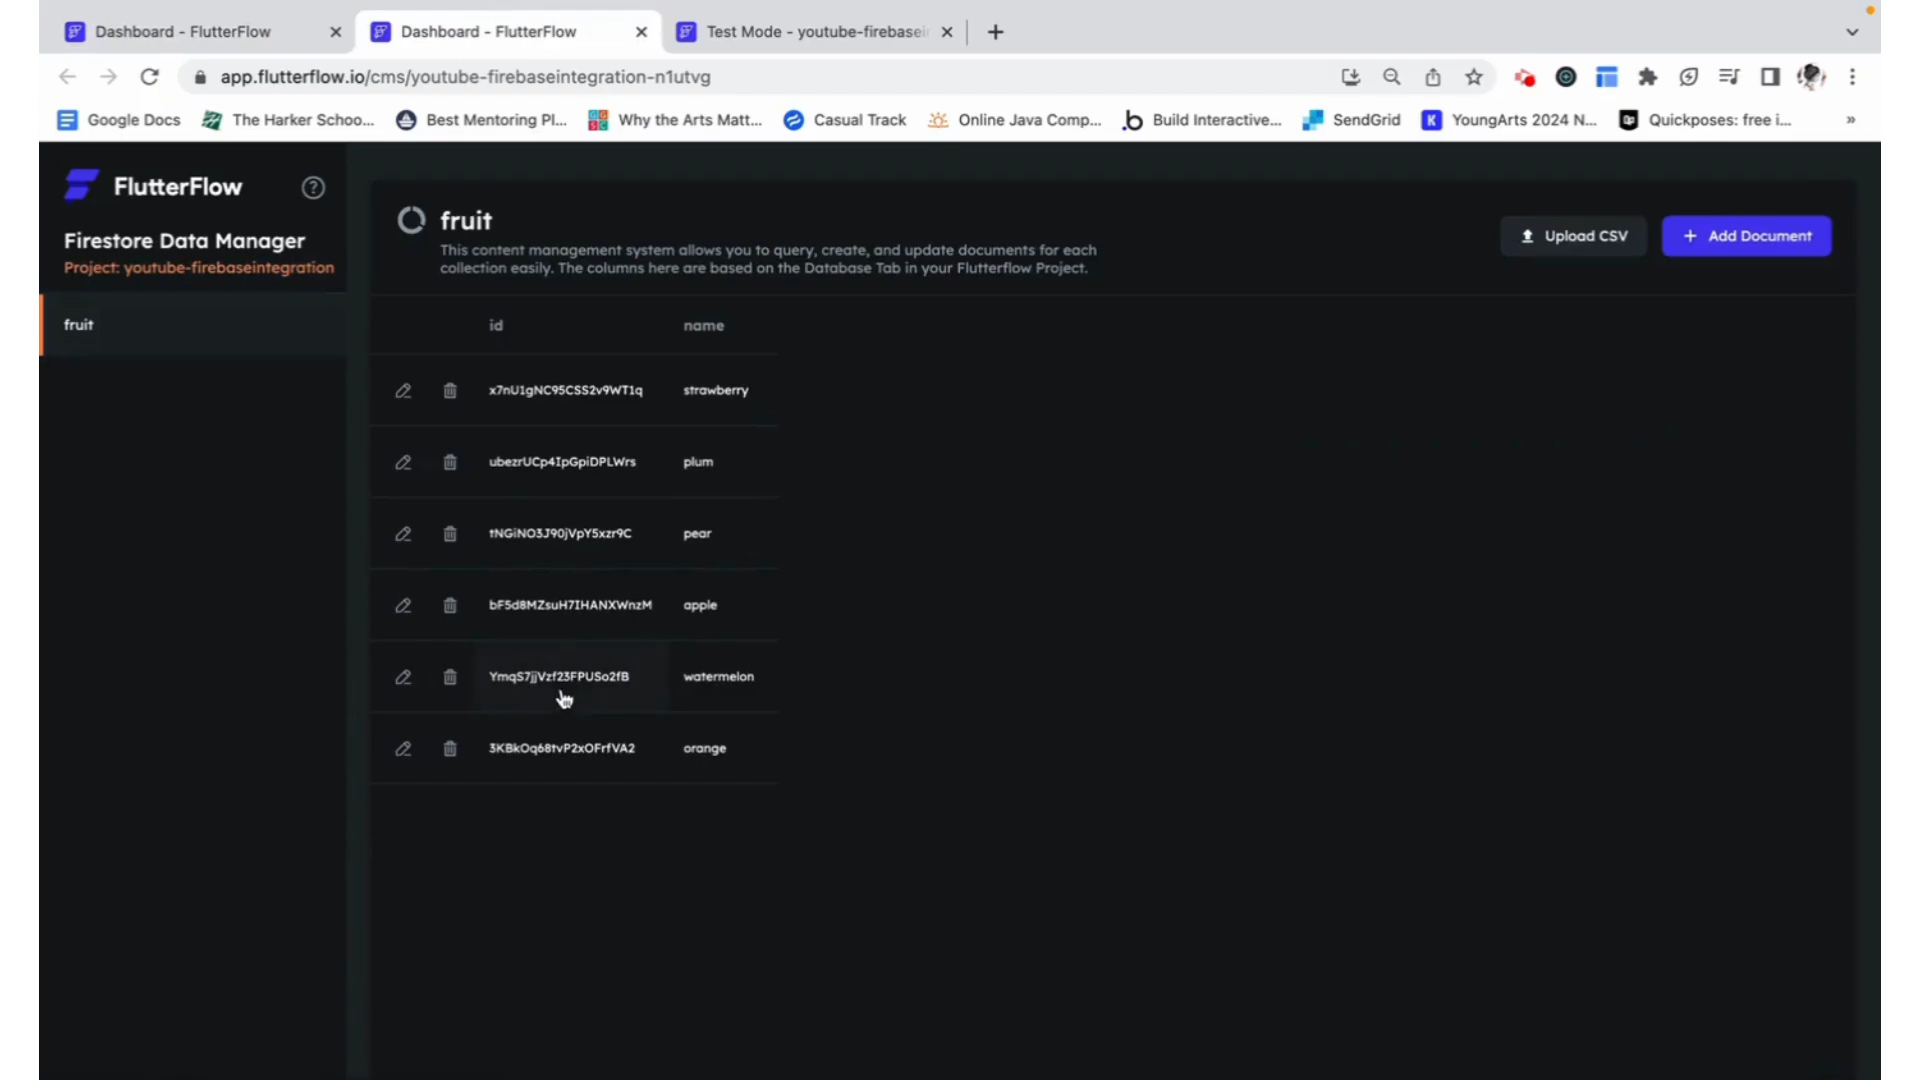 Dashboard - FlutterFlow
Dashboard - FlutterFlow
Test Mode - youtube-firebasei
app.flutterflow.io/cms/youtube-firebaseintegration-n1utvg
Google Docs
The Harker Schoo...
Best Mentoring Pl...
Why the Arts Matt...
Casual Track
Online Java Comp...
Build Interactive...
SendGrid
YoungArts 2024 N...
Quickposes: free i...
FlutterFlow
Firestore Data Manager
Project: youtube-firebaseintegration
fruit
fruit
This content management system allows you to query, create, and update documents for each
collection easily. The columns here are based on the Database Tab in your Flutterflow Project.
Upload CSV
+ Add Document
id name
x7nU1gNC95CSS2v9WT1q strawberry
ubezrUCp4IpGpiDPLWrs plum
tNGiNO3J90jVpY5xzr9C pear
bF5d8MZsuH7IHANXWnzM apple
YmqS7jjVzf23FPUSo2fB watermelon
3KBkOq68tvP2xOFrfVA2 orange